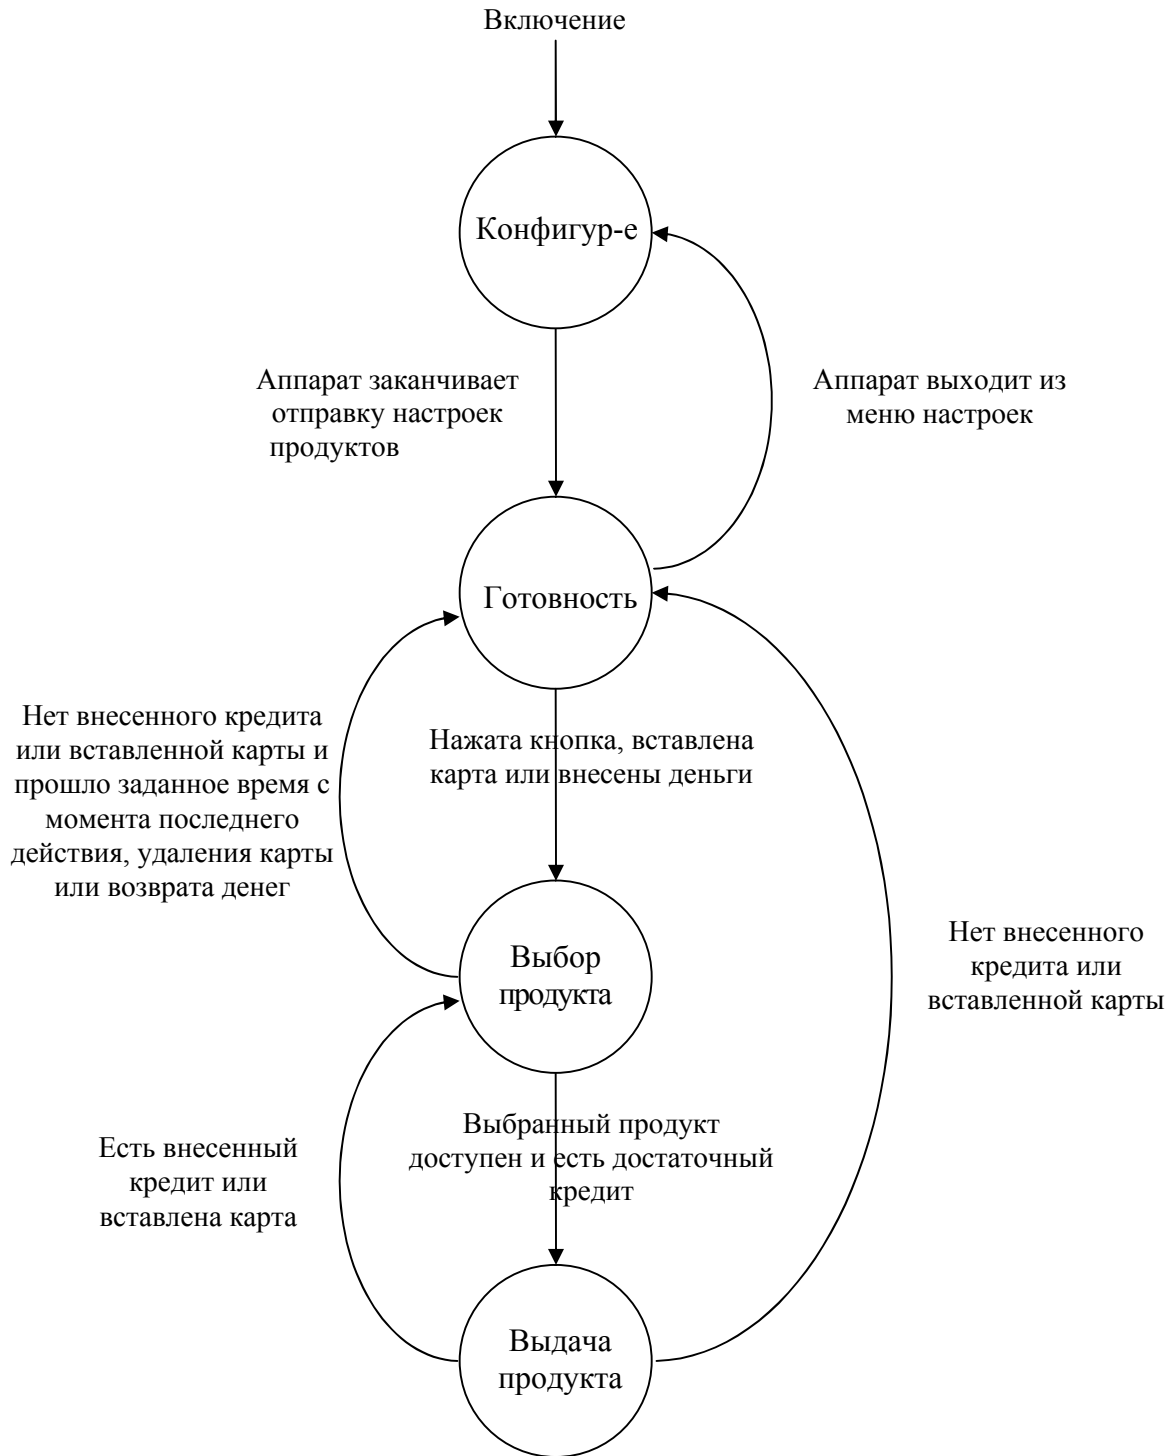 Включение
Конфигур-е
Аппарат заканчивает
отправку настроек
продуктов
Аппарат выходит из
меню настроек
Готовность
Нет внесенного кредита
или вставленной карты и
прошло заданное время с
момента последнего
действия, удаления карты
или возврата денег
Нажата кнопка, вставлена
карта или внесены деньги
Нет внесенного
кредита или
вставленной карты
Выбор
продукта
Есть внесенный
кредит или
вставлена карта
Выбранный продукт
доступен и есть достаточный
кредит
Выдача
продукта